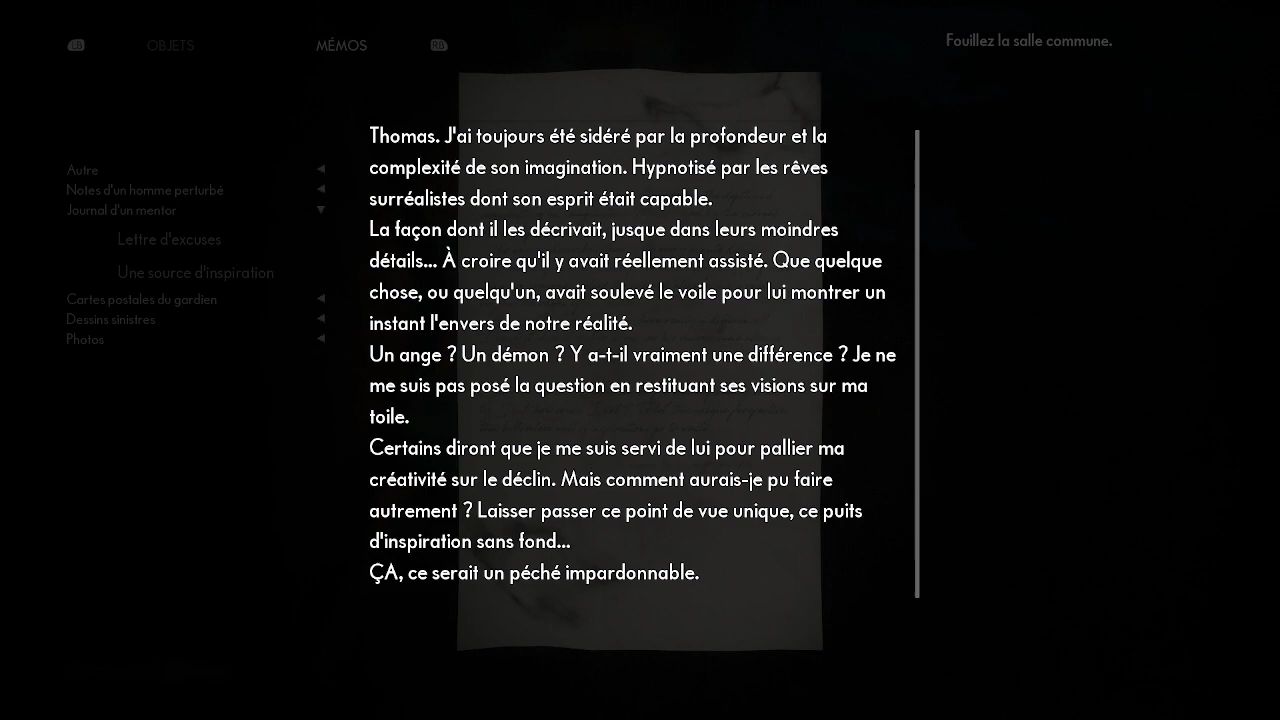 LB
OBJETS
MÉMOS
RB
Fouillez la salle commune.
Autre
Notes d'un homme perturbé
Journal d'un mentor
Lettre d'excuses
Une source d'inspiration
Cartes postales du gardien
Dessins sinistres
Photos
Thomas. J'ai toujours été sidéré par la profondeur et la
complexité de son imagination. Hypnotisé par les rêves
surréalistes dont son esprit était capable.
La façon dont il les décrivait, jusque dans leurs moindres
détails... À croire qu'il y avait réellement assisté. Que quelque
chose, ou quelqu'un, avait soulevé le voile pour lui montrer un
instant l'envers de notre réalité.
Un ange ? Un démon ? Y a-t-il vraiment une différence ? Je ne
me suis pas posé la question en restituant ses visions sur ma
toile.
Certains diront que je me suis servi de lui pour pallier ma
créativité sur le déclin. Mais comment aurais-je pu faire
autrement ? Laisser passer ce point de vue unique, ce puits
d'inspiration sans fond...
ÇA, ce serait un péché impardonnable.